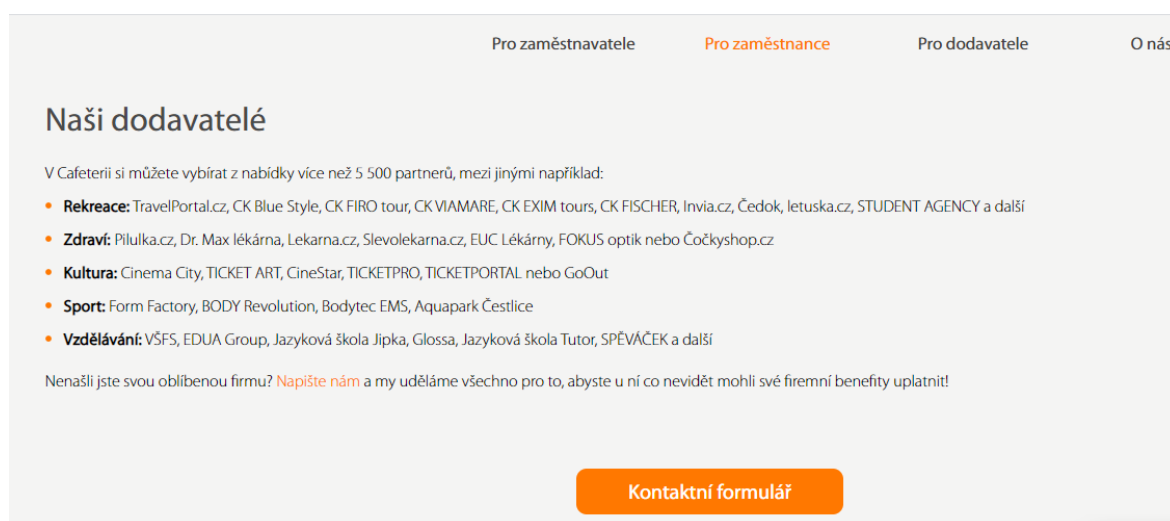 Pro zaměstnavatele Pro zaměstnance Pro dodavatele O nás
Naši dodavatelé
V Cafeterii si můžete vybírat z nabídky více než 5 500 partnerů, mezi jinými například:
• Rekreace: TravelPortal.cz, CK Blue Style, CK FIRO tour, CK VIAMARE, CK EXIM tours, CK FISCHER, Invia.cz, Čedok, letuska.cz, STUDENT AGENCY a další
• Zdraví: Pilulka.cz, Dr. Max lékárna, Lekarna.cz, Slevolekarna.cz, EUC Lékárny, FOKUS optik nebo Čočkyshop.cz
• Kultura: Cinema City, TICKET ART, CineStar, TICKETPRO, TICKETPORTAL nebo GoOut
• Sport: Form Factory, BODY Revolution, Bodytec EMS, Aquapark Čestlice
• Vzdělávání: VŠFS, EDUA Group, Jazyková škola Jipka, Glossa, Jazyková škola Tutor, SPĚVÁČEK a další
Nenašli jste svou oblíbenou firmu? Napište nám a my uděláme všechno pro to, abyste u ní co nevidět mohli své firemní benefity uplatnit!
Kontaktní formulář